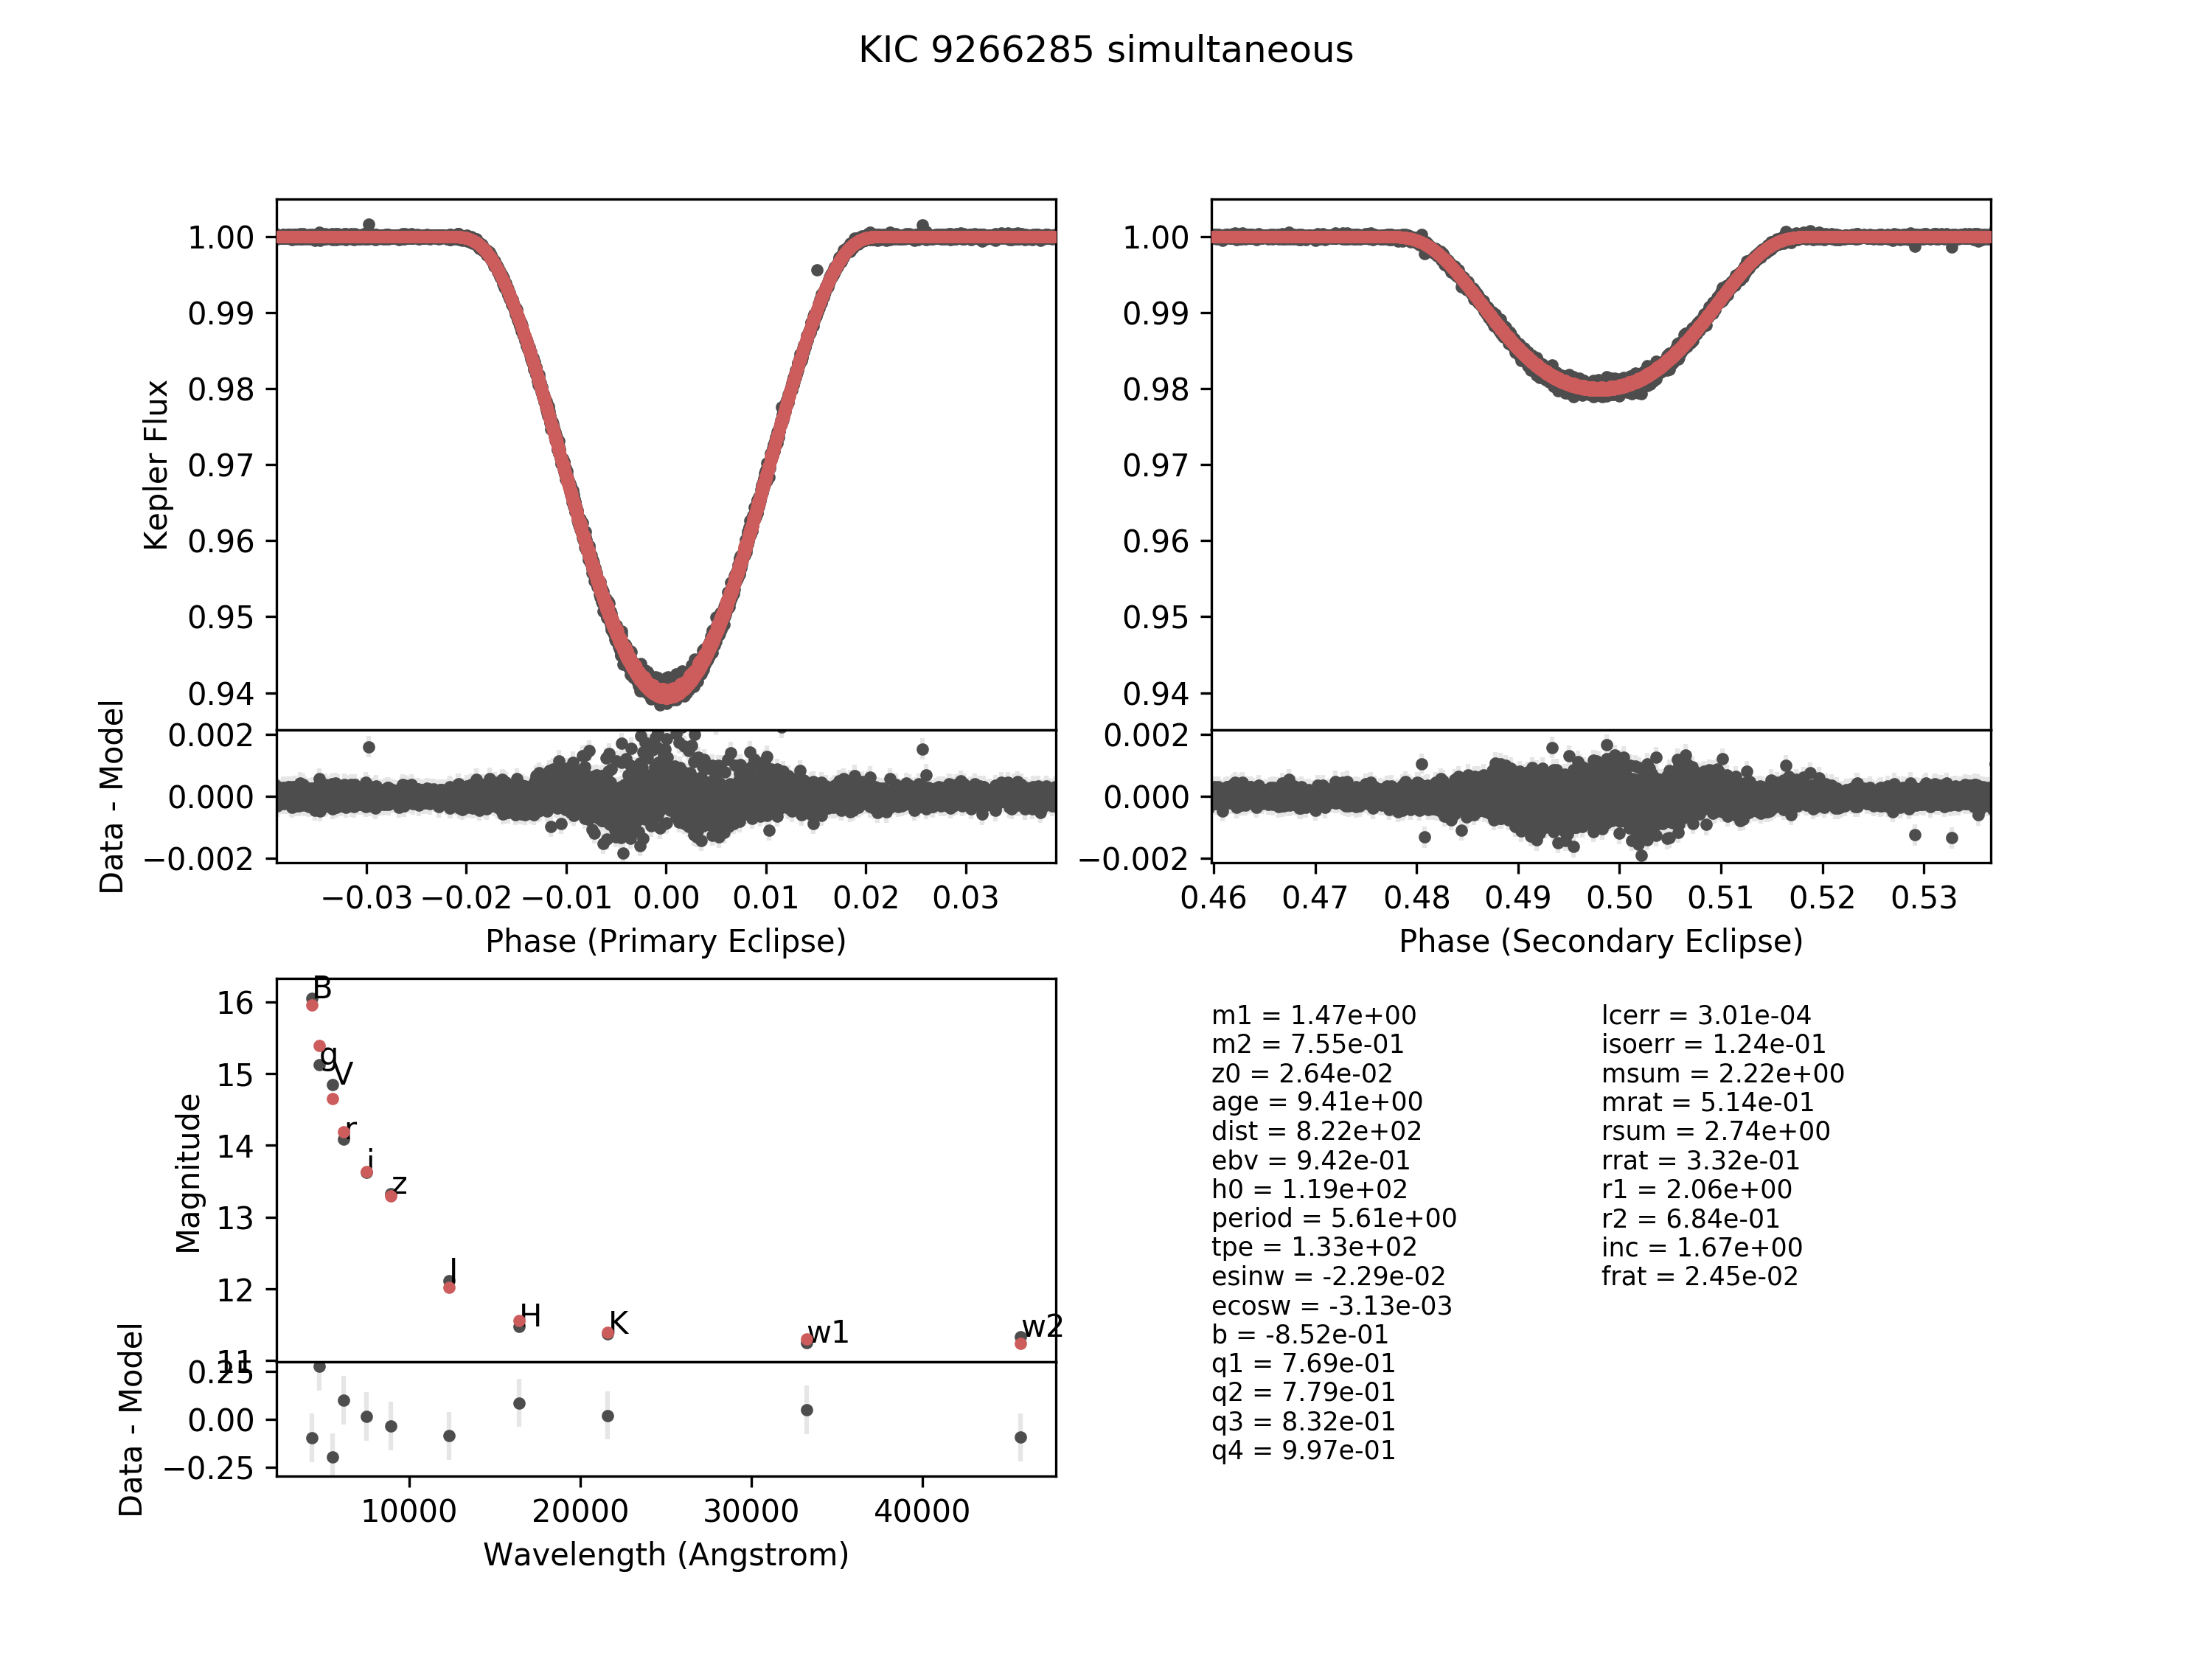 KIC 9266285 simultaneous
Kepler Flux
1.00
0.99
0.98
0.97
0.96
0.95
0.94
1.00
0.99
0.98
0.97
0.96
0.95
0.94
Data - Model
0.002
0.000
−0.002
0.002
0.000
−0.002
−0.03 −0.02 −0.01 0.00 0.01 0.02 0.03
Phase (Primary Eclipse)
0.46 0.47 0.48 0.49 0.50 0.51 0.52 0.53
Phase (Secondary Eclipse)
Magnitude
16
15
14
13
12
11
B
g
V
r
i
z
J
H
K
w1
w2
Data - Model
0.25
0.00
−0.25
10000 20000 30000 40000
Wavelength (Angstrom)
m1 = 1.47e+00
m2 = 7.55e-01
z0 = 2.64e-02
age = 9.41e+00
dist = 8.22e+02
ebv = 9.42e-01
h0 = 1.19e+02
period = 5.61e+00
tpe = 1.33e+02
esinw = -2.29e-02
ecosw = -3.13e-03
b = -8.52e-01
q1 = 7.69e-01
q2 = 7.79e-01
q3 = 8.32e-01
q4 = 9.97e-01
lcerr = 3.01e-04
isoerr = 1.24e-01
msum = 2.22e+00
mrat = 5.14e-01
rsum = 2.74e+00
rrat = 3.32e-01
r1 = 2.06e+00
r2 = 6.84e-01
inc = 1.67e+00
frat = 2.45e-02